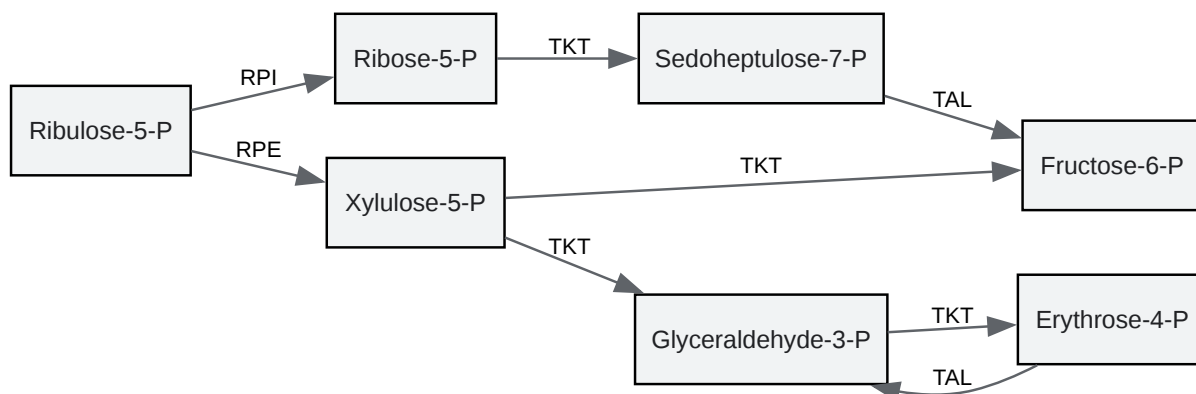 Ribulose-5-P
RPI
RPE
Ribose-5-P
TKT
Sedoheptulose-7-P
TAL
Xylulose-5-P
TKT
Fructose-6-P
TKT
Glyceraldehyde-3-P
TKT
Erythrose-4-P
TAL